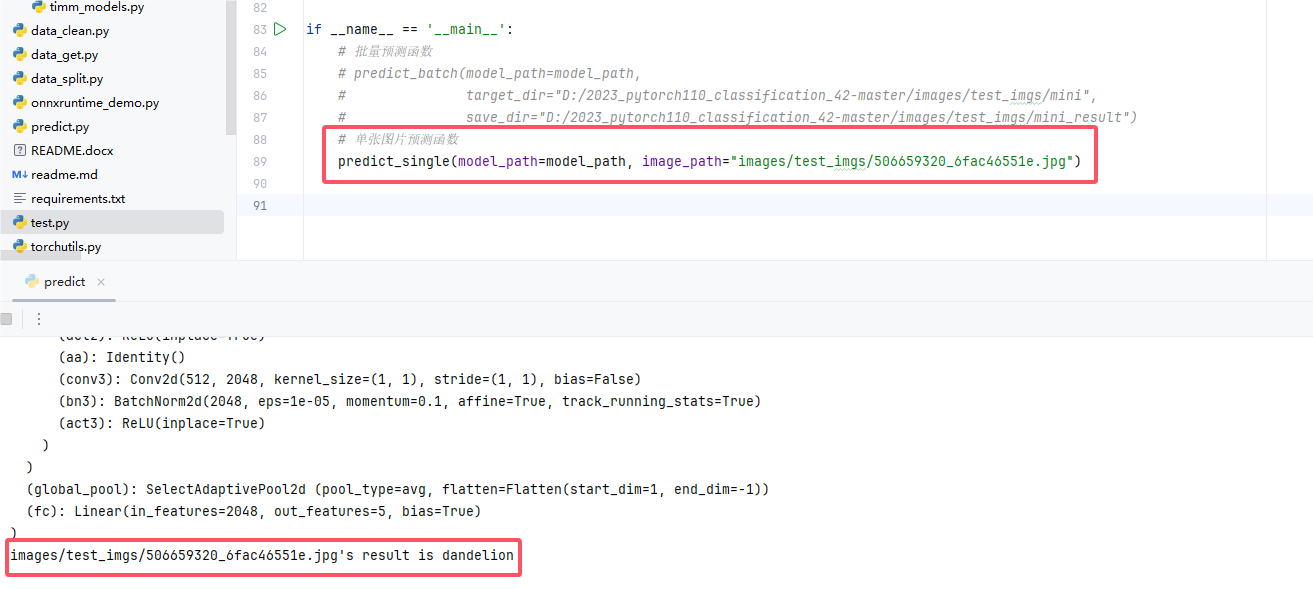 timm_models.py
data_clean.py
data_get.py
data_split.py
onnxruntime_demo.py
predict.py
README.docx
readme.md
requirements.txt
test.py
torchutils.py
82
83 if __name__ == '__main__':
84 # 批量预测函数
85 # predict_batch(model_path=model_path,
86 # target_dir="D:/2023_pytorch110_classification_42-master/images/test_imgs/mini",
87 # save_dir="D:/2023_pytorch110_classification_42-master/images/test_imgs/mini_result")
88 # 单张图片预测函数
89 predict_single(model_path=model_path, image_path="images/test_imgs/506659320_6fac46551e.jpg")
90
91
predict ×
(act2): ReLU(inplace=True)
(aa): Identity()
(conv3): Conv2d(512, 2048, kernel_size=(1, 1), stride=(1, 1), bias=False)
(bn3): BatchNorm2d(2048, eps=1e-05, momentum=0.1, affine=True, track_running_stats=True)
(act3): ReLU(inplace=True)
)
)
(global_pool): SelectAdaptivePool2d (pool_type=avg, flatten=Flatten(start_dim=1, end_dim=-1))
(fc): Linear(in_features=2048, out_features=5, bias=True)
)
images/test_imgs/506659320_6fac46551e.jpg's result is dandelion